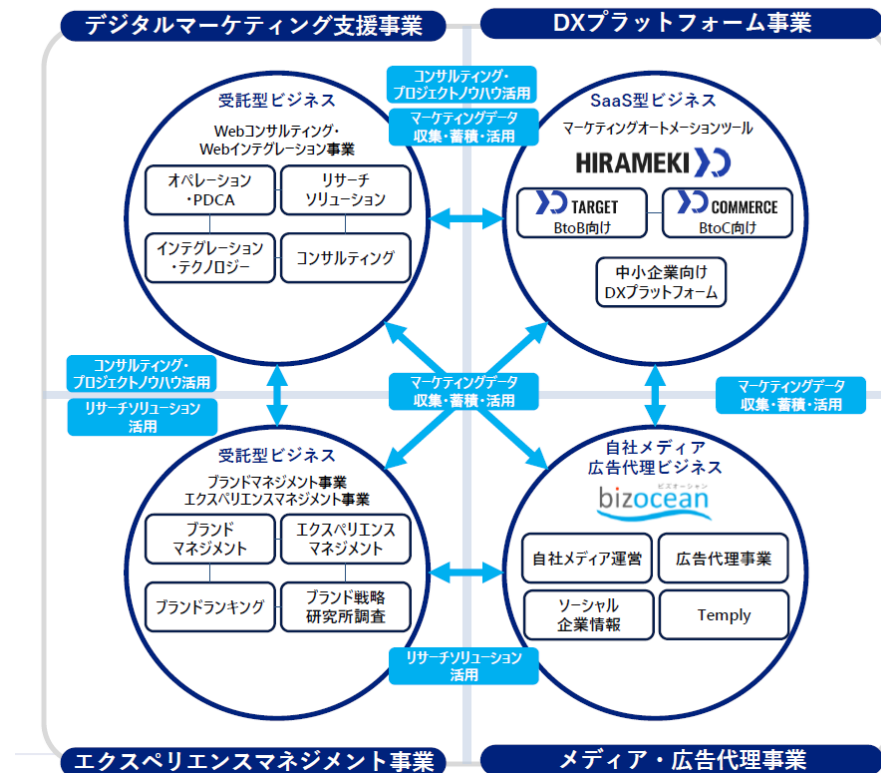 デジタルマーケティング支援事業
DXプラットフォーム事業
受託型ビジネス
Webコンサルティング・
Webインテグレーション事業
オペレーション
・PDCA
リサーチ
ソリューション
インテグレーション
・テクノロジー
コンサルティング
コンサルティング・
プロジェクトノウハウ活用
マーケティングデータ
収集・蓄積・活用
SaaS型ビジネス
マーケティングオートメーションツール
HIRAMEKI XD
XD TARGET
BtoB向け
XD COMMERCE
BtoC向け
中小企業向け
DXプラットフォーム
コンサルティング・
プロジェクトノウハウ活用
リサーチソリューション
活用
マーケティングデータ
収集・蓄積・活用
マーケティングデータ
収集・蓄積・活用
受託型ビジネス
ブランドマネジメント事業
エクスペリエンスマネジメント事業
ブランド
マネジメント
エクスペリエンス
マネジメント
ブランドランキング
ブランド戦略
研究所調査
自社メディア
広告代理ビジネス
ビズオーシャン
bizocean
自社メディア運営
広告代理事業
ソーシャル
企業情報
Temply
リサーチソリューション
活用
エクスペリエンスマネジメント事業
メディア・広告代理事業